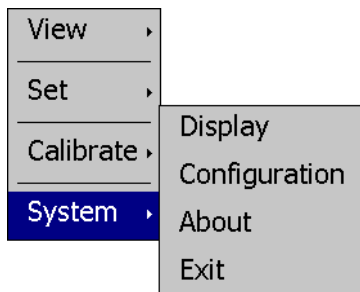 View
Set
Calibrate
System
Display
Configuration
About
Exit